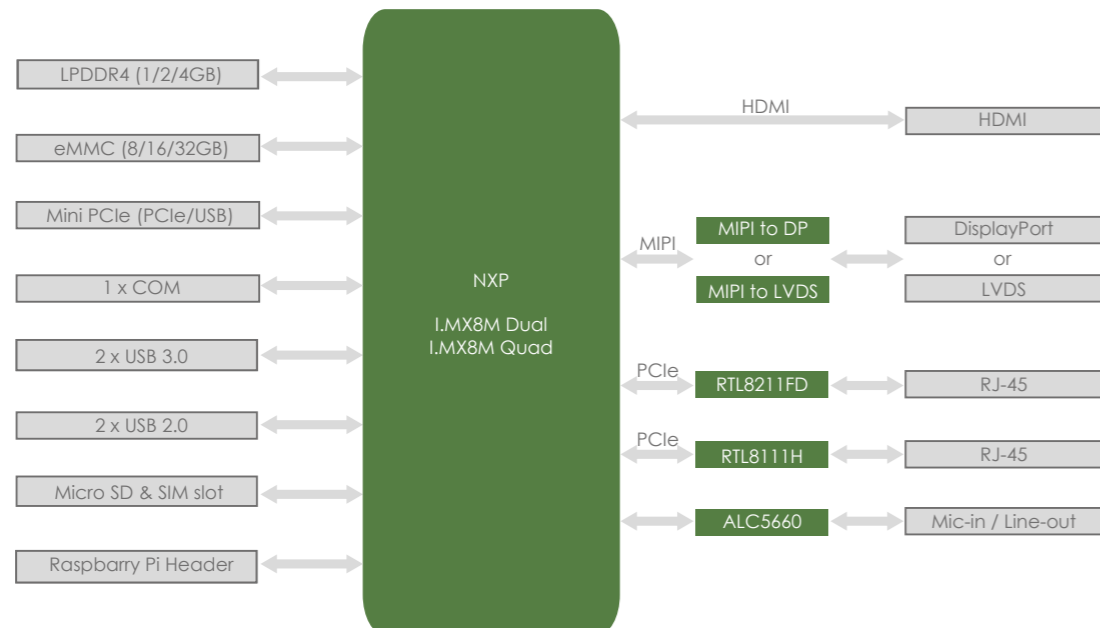 LPDDR4 (1/2/4GB)
eMMC (8/16/32GB)
Mini PCIe (PCIe/USB)
1 x COM
2 x USB 3.0
2 x USB 2.0
Micro SD & SIM slot
Raspbarry Pi Header
NXP
I.MX8M Dual
I.MX8M Quad
HDMI
HDMI
MIPI
MIPI to DP
or
MIPI to LVDS
DisplayPort
or
LVDS
PCIe
RTL8211FD
RJ-45
PCIe
RTL8111H
RJ-45
ALC5660
Mic-in / Line-out